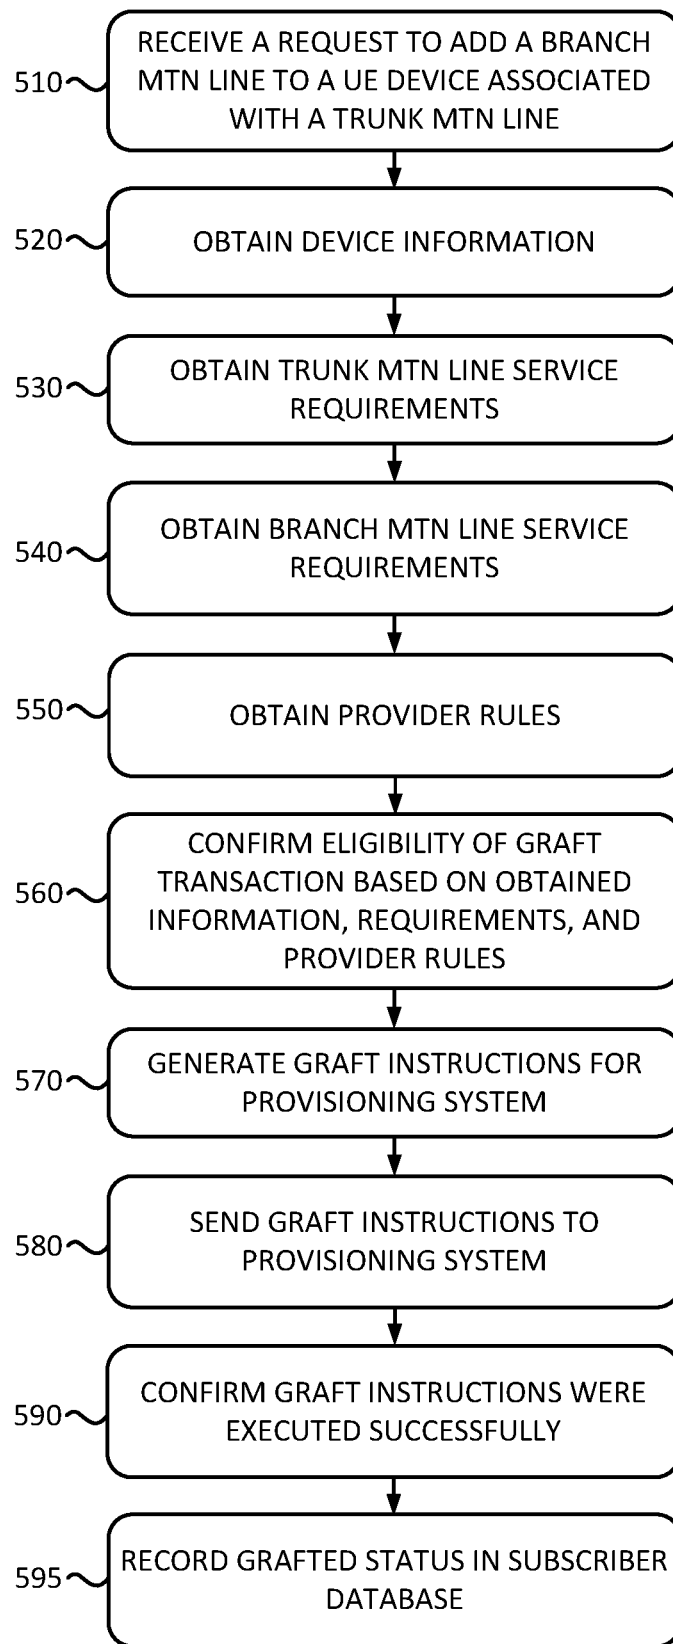 510
RECEIVE A REQUEST TO ADD A BRANCH
MTN LINE TO A UE DEVICE ASSOCIATED
WITH A TRUNK MTN LINE
520
OBTAIN DEVICE INFORMATION
530
OBTAIN TRUNK MTN LINE SERVICE
REQUIREMENTS
540
OBTAIN BRANCH MTN LINE SERVICE
REQUIREMENTS
550
OBTAIN PROVIDER RULES
560
CONFIRM ELIGIBILITY OF GRAFT
TRANSACTION BASED ON OBTAINED
INFORMATION, REQUIREMENTS, AND
PROVIDER RULES
570
GENERATE GRAFT INSTRUCTIONS FOR
PROVISIONING SYSTEM
580
SEND GRAFT INSTRUCTIONS TO
PROVISIONING SYSTEM
590
CONFIRM GRAFT INSTRUCTIONS WERE
EXECUTED SUCCESSFULLY
595
RECORD GRAFTED STATUS IN SUBSCRIBER
DATABASE